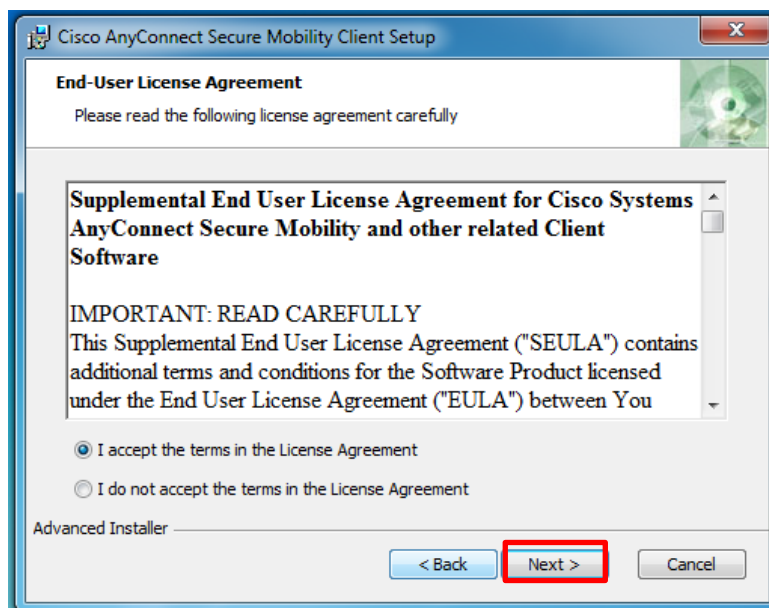 Cisco AnyConnect Secure Mobility Client Setup
End-User License Agreement
Please read the following license agreement carefully
Supplemental End User License Agreement for Cisco Systems
AnyConnect Secure Mobility and other related Client
Software
IMPORTANT: READ CAREFULLY
This Supplemental End User License Agreement ("SEULA") contains
additional terms and conditions for the Software Product licensed
under the End User License Agreement ("EULA") between You
I accept the terms in the License Agreement
I do not accept the terms in the License Agreement
Advanced Installer
< Back Next > Cancel